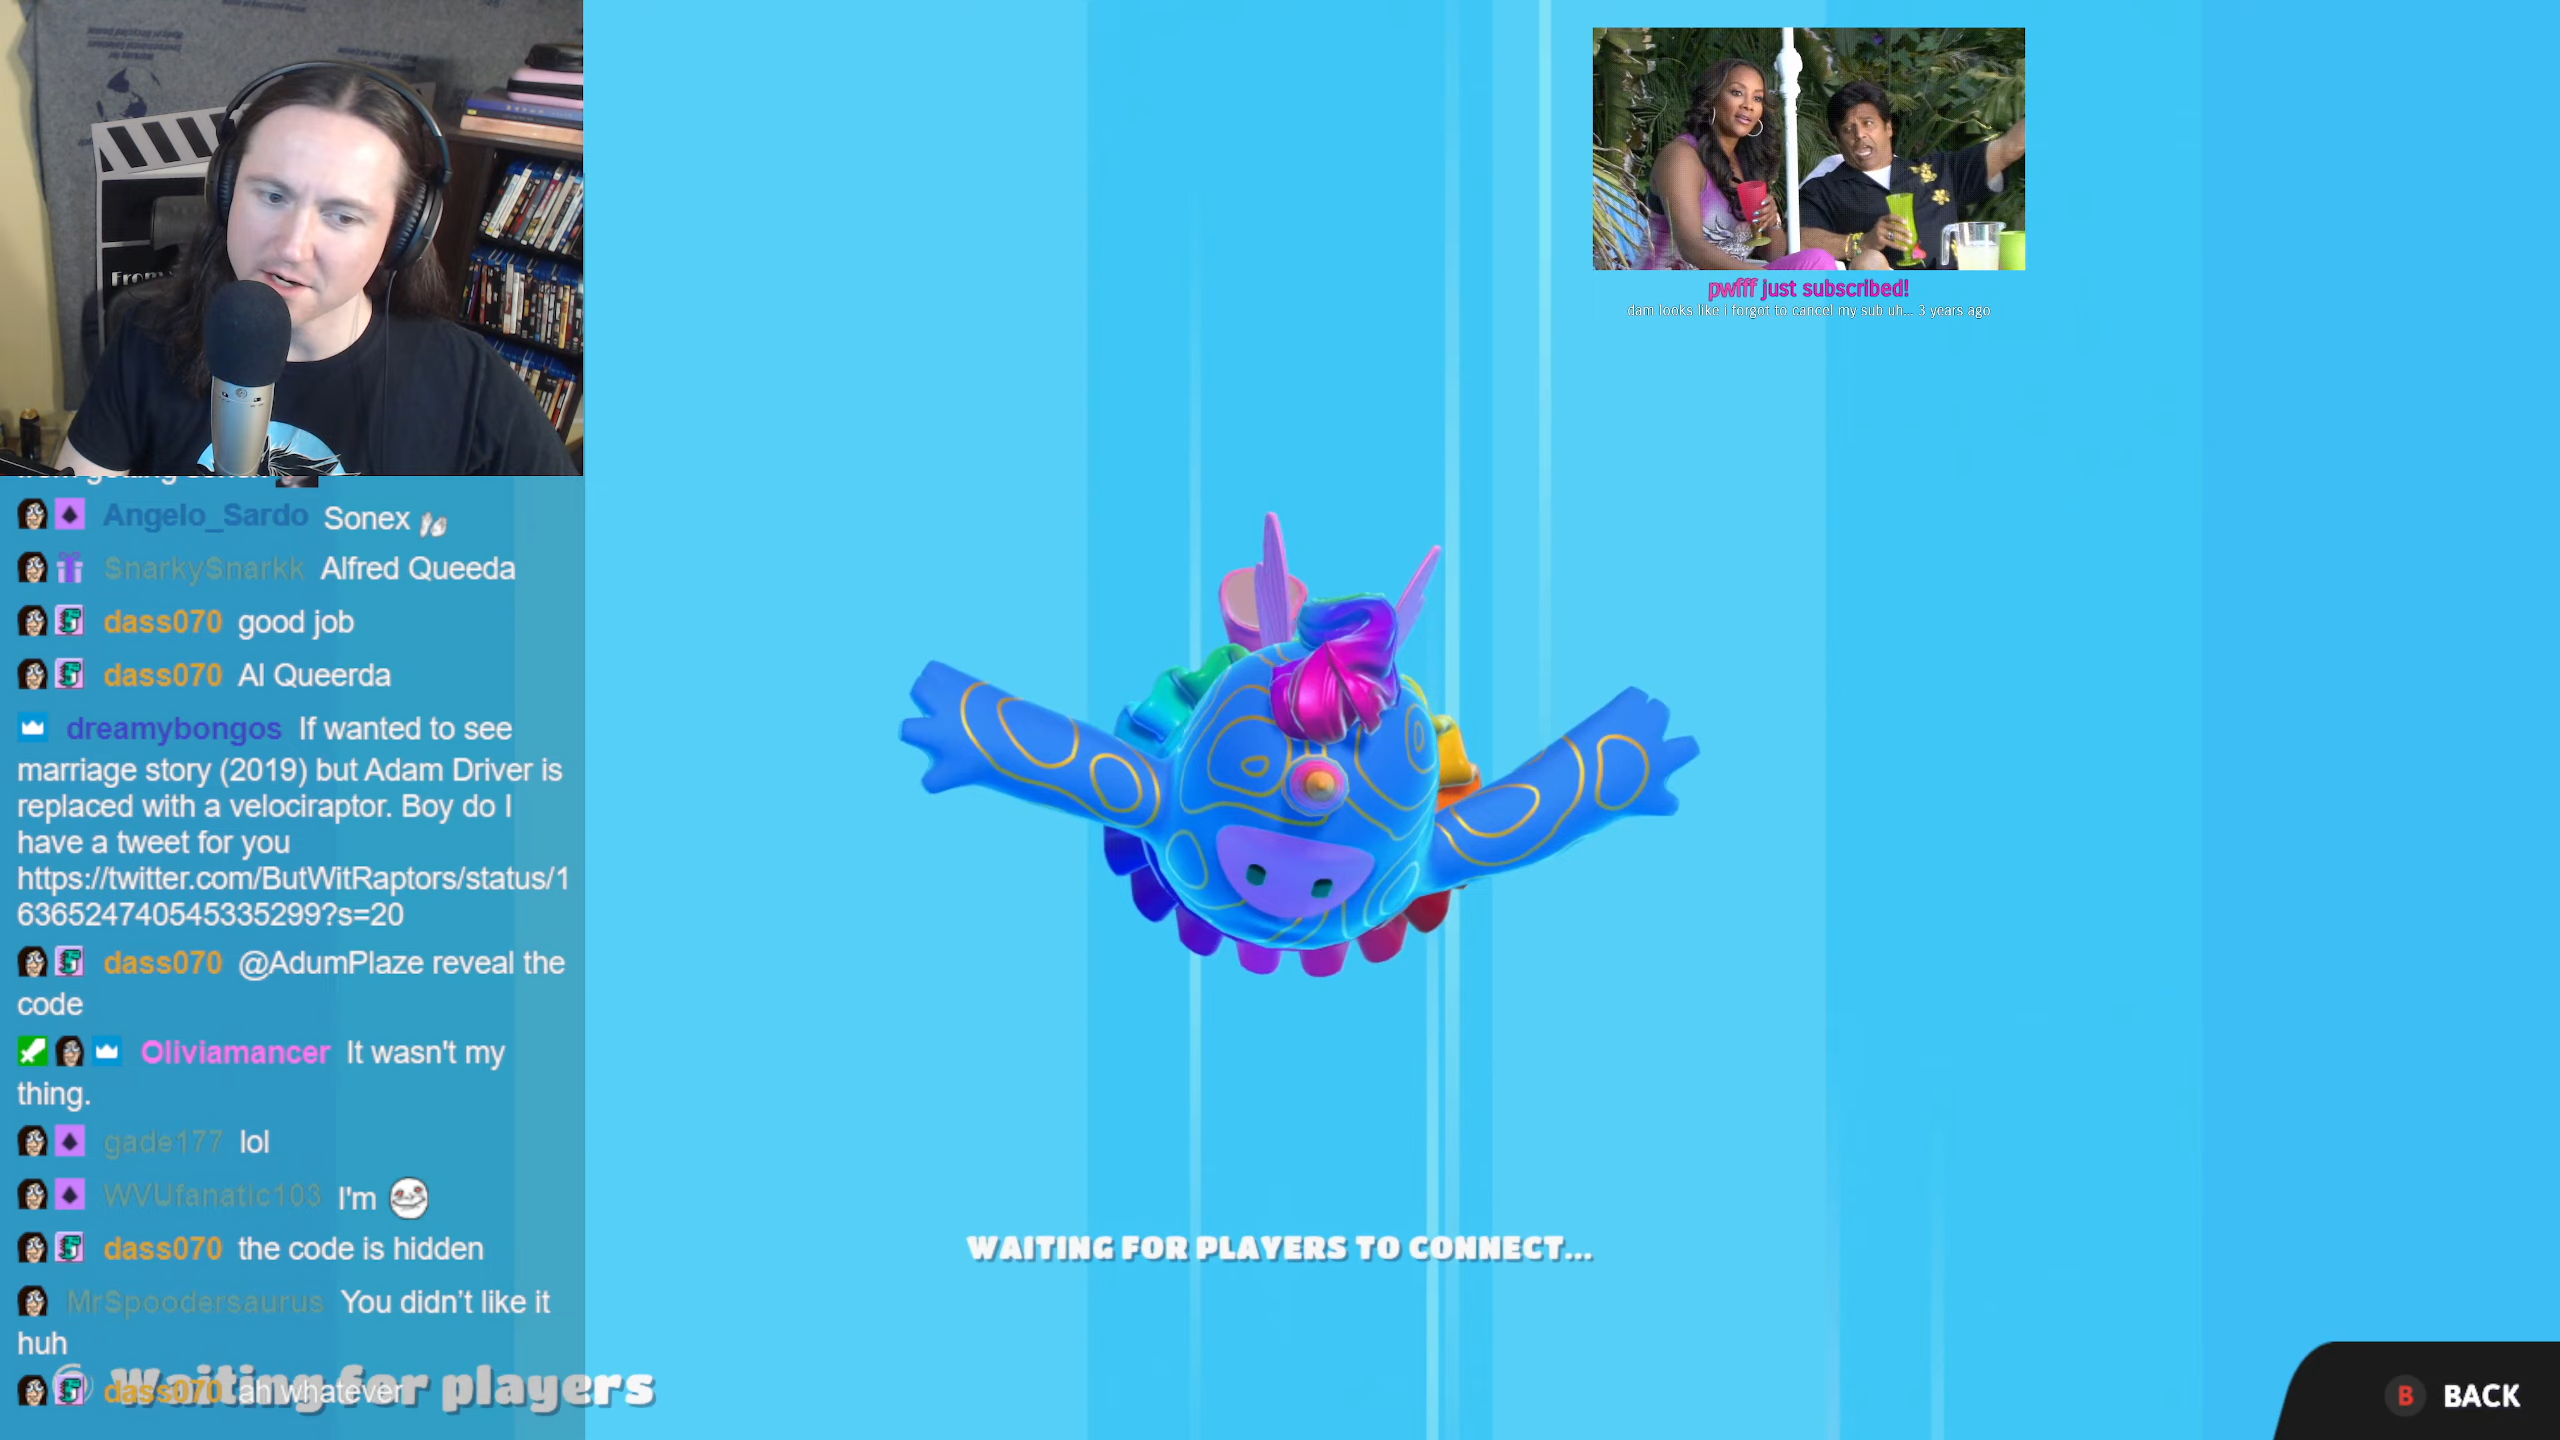 pwfff just subscribed!
dam looks like i forgot to cancel my sub uh... 3 years ago
Angelo_Sardo Sonex
SnarkySnarkk Alfred Queeda
dass070 good job
dass070 Al Queerda
dreamybongos If wanted to see
marriage story (2019) but Adam Driver is
replaced with a velociraptor. Boy do I
have a tweet for you
https://twitter.com/ButWitRaptors/status/1
636524740545335299?s=20
dass070 @AdumPlaze reveal the
code
Oliviamancer It wasn't my
thing.
gade177 lol
WVUfanatic103 I'm
dass070 the code is hidden
MrSpoodersaurus You didn't like it
huh
dass070 ah whatever
Waiting for players
WAITING FOR PLAYERS TO CONNECT...
B BACK